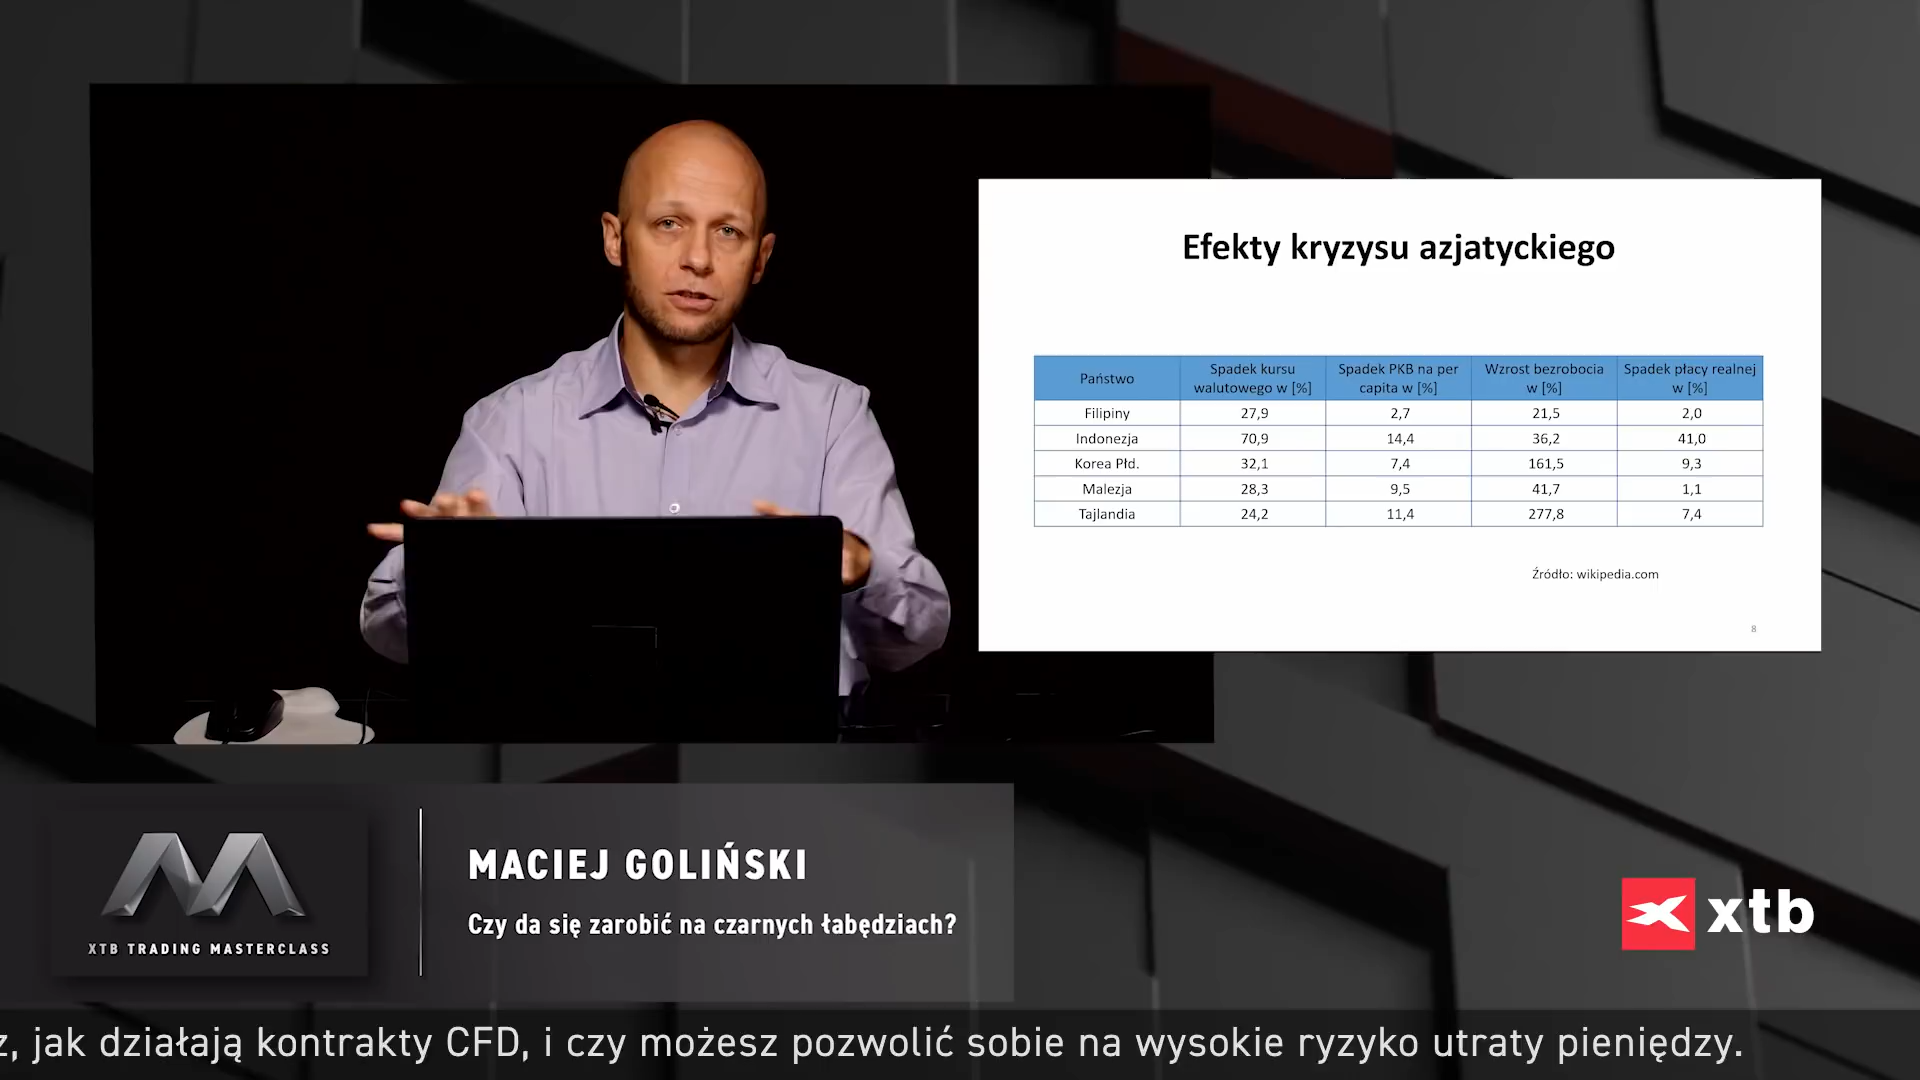 Efekty kryzysu azjatyckiego
Państwo
Spadek kursu
walutowego w [%]
Spadek PKB na per
capita w [%]
Wzrost bezrobocia
w [%]
Spadek płacy realnej
w [%]
Filipiny 27,9 2,7 21,5 2,0
Indonezja 70,9 14,4 36,2 41,0
Korea Płd. 32,1 7,4 161,5 9,3
Malezja 28,3 9,5 41,7 1,1
Tajlandia 24,2 11,4 277,8 7,4
Źródło: wikipedia.com
8
MACIEJ GOLIŃSKI
Czy da się zarobić na czarnych łabędziach?
XTB TRADING MASTERCLASS
xtb
z, jak działają kontrakty CFD, i czy możesz pozwolić sobie na wysokie ryzyko utraty pieniędzy.